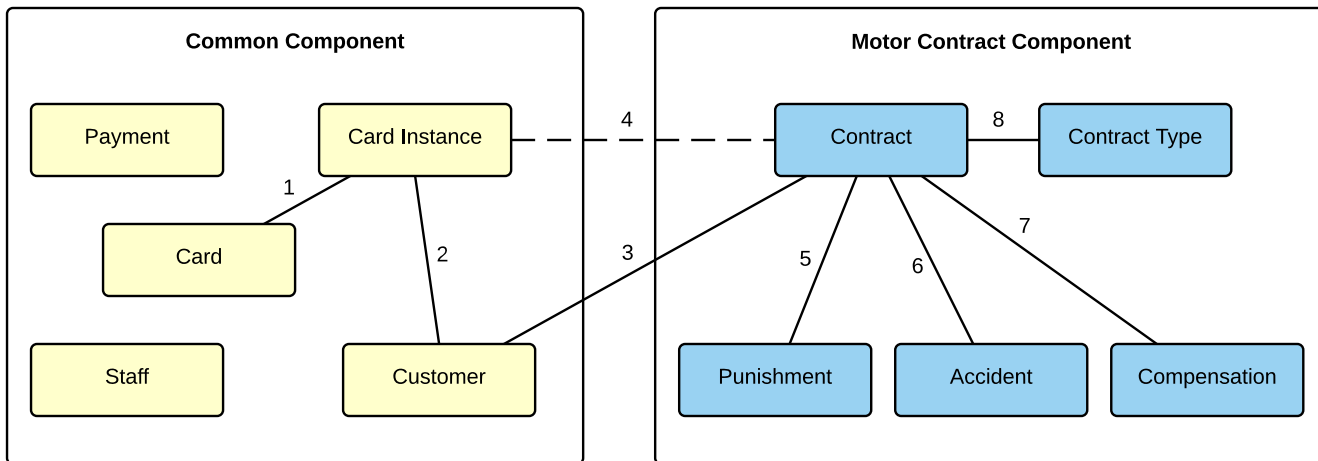 Common Component
Motor Contract Component
Payment
Card Instance
4
Contract
8
Contract Type
1
Card
2
3
5
6
7
Staff
Customer
Punishment
Accident
Compensation